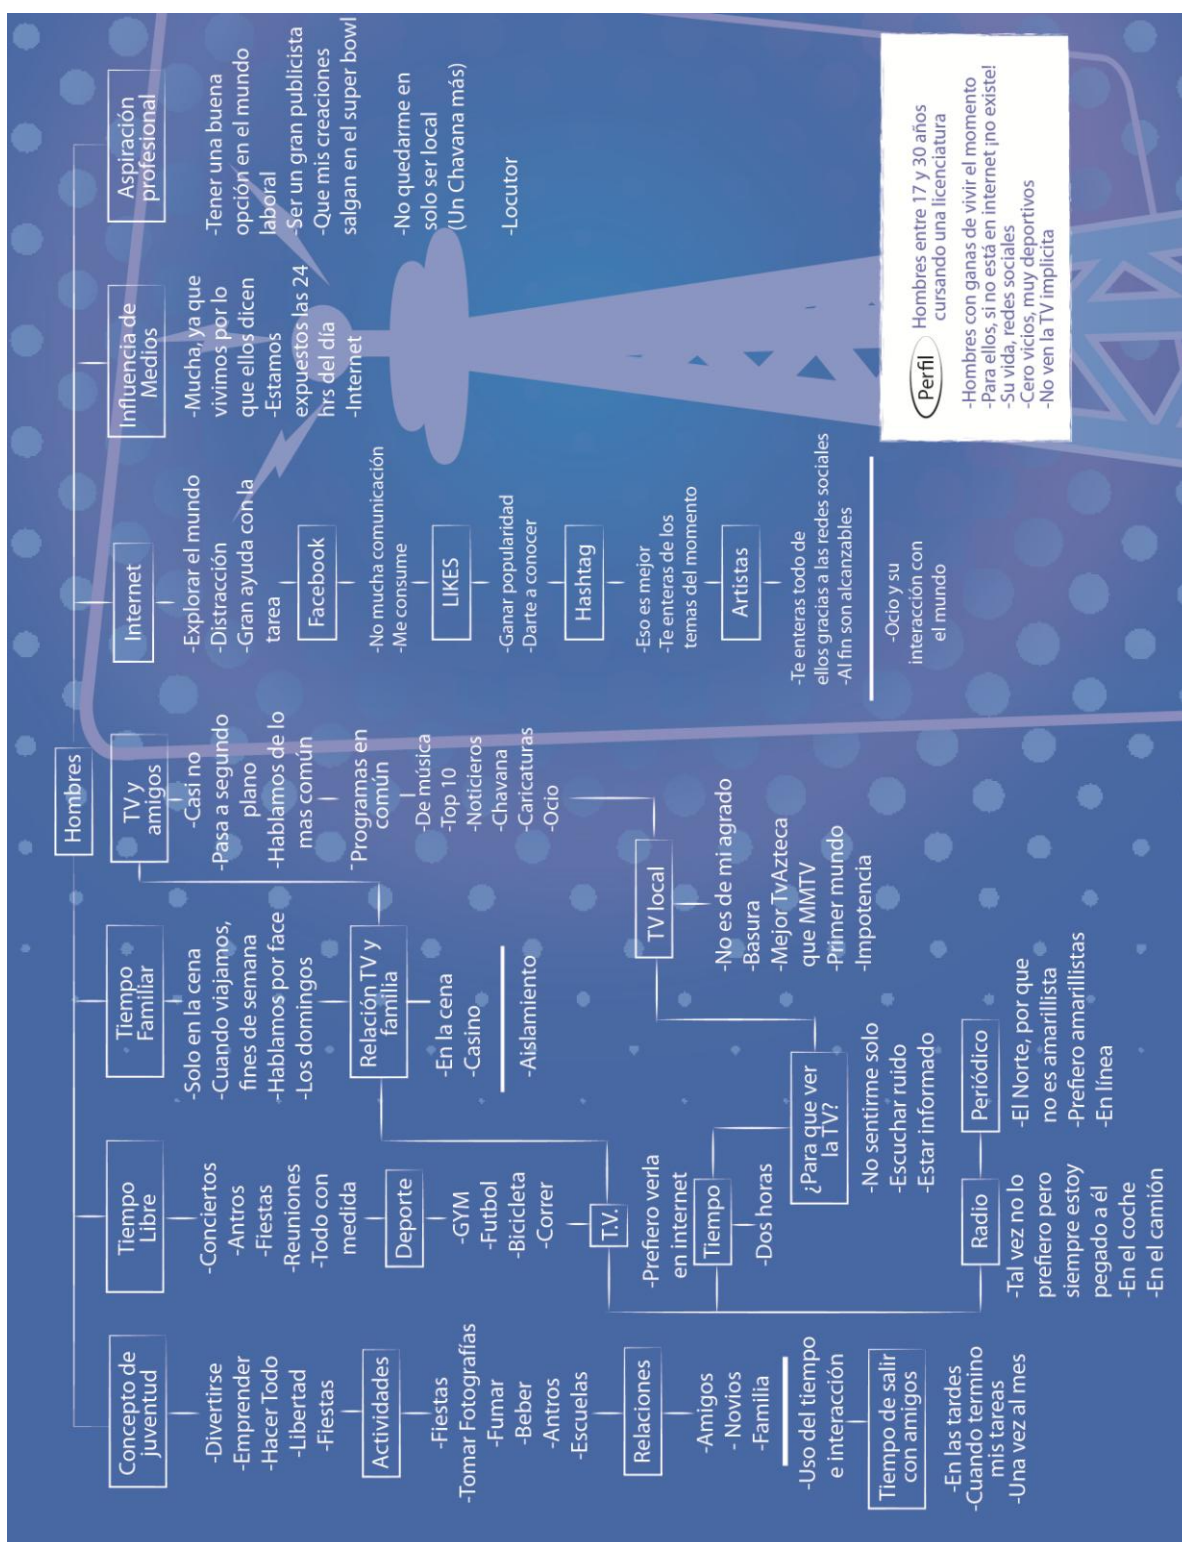 Hombres
Concepto de
juventud
-Divertirse
-Emprender
-Hacer Todo
-Libertad
-Fiestas
Actividades
-Fiestas
-Tomar Fotografías
-Fumar
-Beber
-Antros
-Escuelas
Relaciones
-Amigos
- Novios
-Familia
-Uso del tiempo
e interacción
Tiempo de salir
con amigos
-En las tardes
-Cuando termino
mis tareas
-Una vez al mes
Tiempo
Libre
-Conciertos
-Antros
-Fiestas
-Reuniones
-Todo con
medida
Deporte
-GYM
-Futbol
-Bicicleta
-Correr
T.V.
-Prefiero verla
en internet
Tiempo
-Dos horas
¿Para que ver
la TV?
-No sentirme solo
-Escuchar ruido
-Estar informado
Radio
-Tal vez no lo
prefiero pero
siempre estoy
pegado a él
-En el coche
-En el camión
Periódico
-El Norte, por que
no es amarillista
-Prefiero amarillistas
-En línea
Tiempo
Familiar
-Solo en la cena
-Cuando viajamos,
fines de semana
-Hablamos por face
-Los domingos
Relación TV y
familia
-En la cena
-Casino
-Aislamiento
TV y
amigos
-Casi no
-Pasa a segundo
plano
-Hablamos de lo
mas común
-Programas en
común
-De música
-Top 10
-Noticieros
-Chavana
-Caricaturas
-Ocio
TV local
-No es de mi agrado
-Basura
-Mejor TvAzteca
que MMTV
-Primer mundo
-Impotencia
Internet
-Explorar el mundo
-Distracción
-Gran ayuda con la
tarea
Facebook
-No mucha comunicación
-Me consume
LIKES
-Ganar popularidad
-Darte a conocer
Hashtag
-Eso es mejor
-Te enteras de los
temas del momento
Artistas
-Te enteras todo de
ellos gracias a las redes sociales
-Al fin son alcanzables
-Ocio y su
interacción con
el mundo
Influencia de
Medios
-Mucha, ya que
vivimos por lo
que ellos dicen
-Estamos
expuestos las 24
hrs del día
-Internet
Aspiración
profesional
-Tener una buena
opción en el mundo
laboral
-Ser un gran publicista
-Que mis creaciones
salgan en el super bowl
-No quedarme en
solo ser local
(Un Chavana más)
-Locutor
Perfil
Hombres entre 17 y 30 años
cursando una licenciatura
-Hombres con ganas de vivir el momento
-Para ellos, si no está en internet ¡no existe!
-Su vida, redes sociales
-Cero vicios, muy deportivos
-No ven la TV implicita